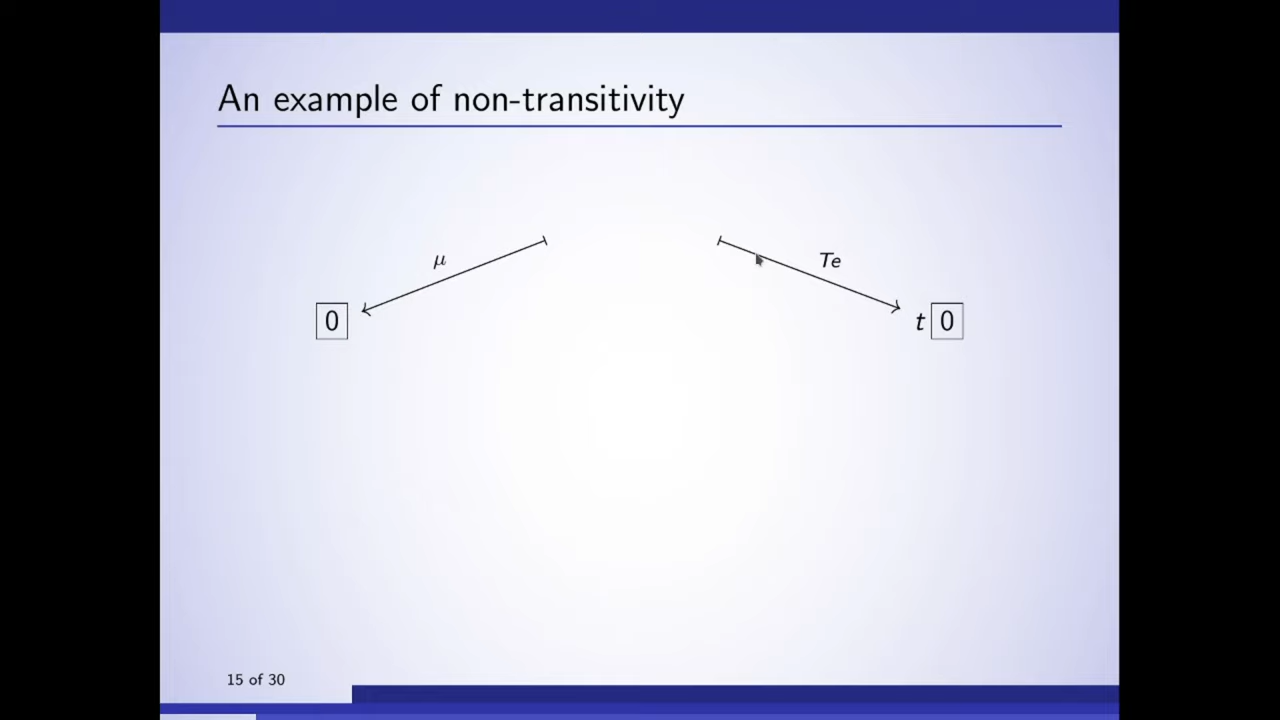 An example of non-transitivity
μ
Te
0
t 0
15 of 30